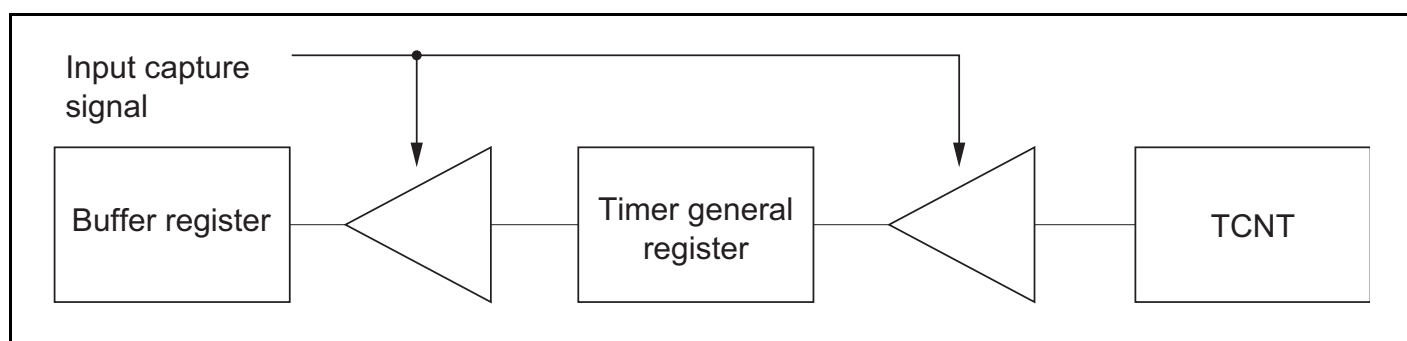 Input capture
signal
Buffer register
Timer general
register
TCNT